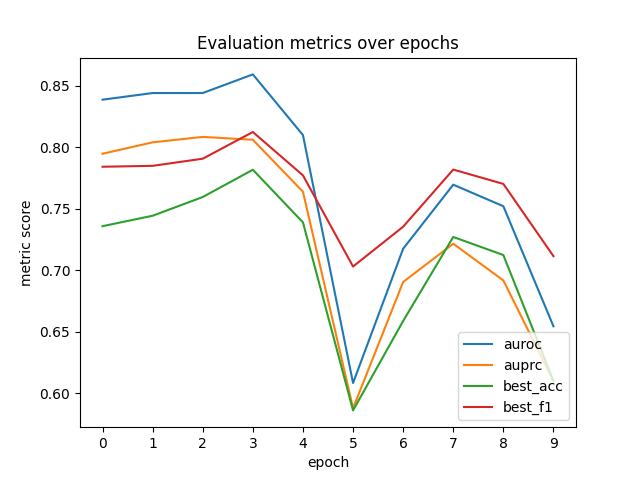 Evaluation metrics over epochs
metric score
0.85
0.80
0.75
0.70
0.65
0.60
auroc
auprc
best_acc
best_f1
0 1 2 3 4 5 6 7 8 9
epoch